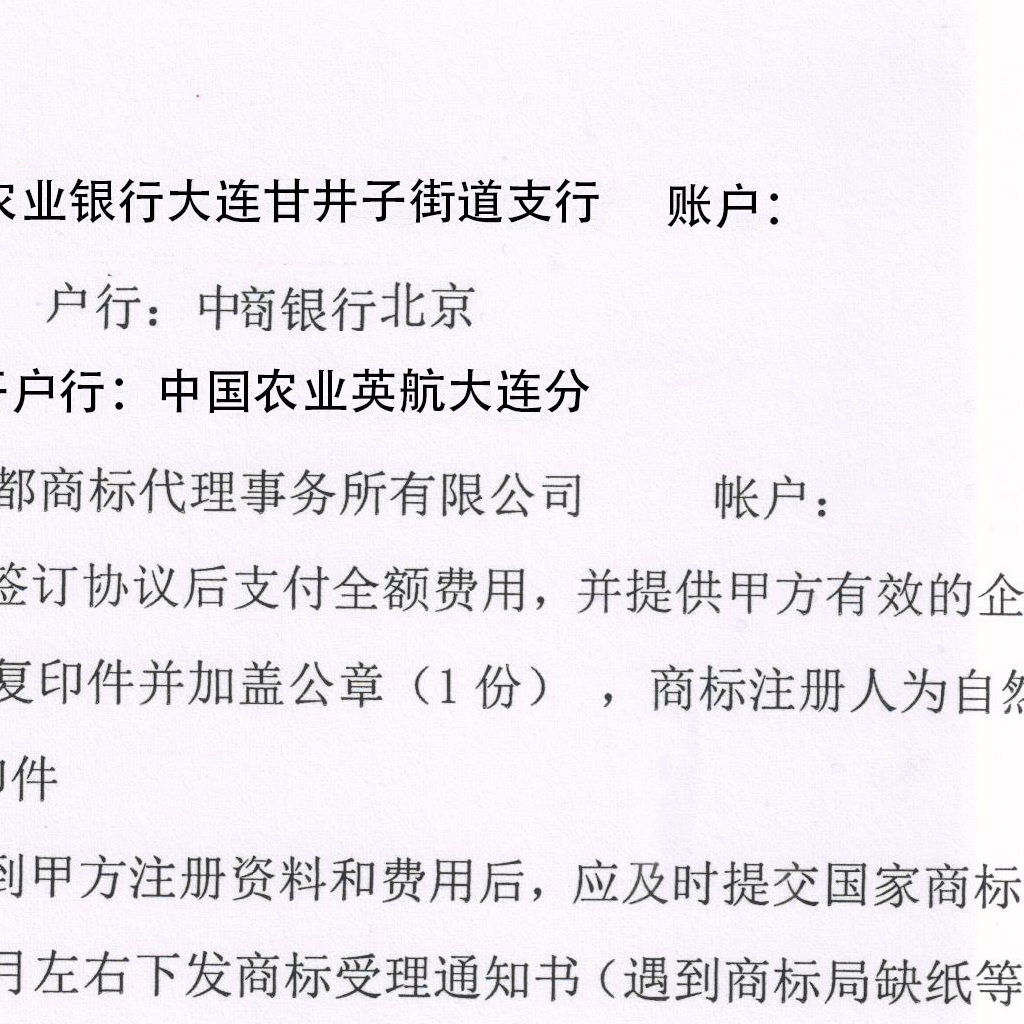 农业银行大连甘井子街道支行 账户：
户行：中商银行北京
户行：中国农业英航大连分
都商标代理事务所有限公司 帐户：
签订协议后支付全额费用，并提供甲方有效的企
复印件并加盖公章（1 份） ，商标注册人为自然
印件
到甲方注册资料和费用后，应及时提交国家商标
月左右下发商标受理通知书（遇到商标局缺纸等